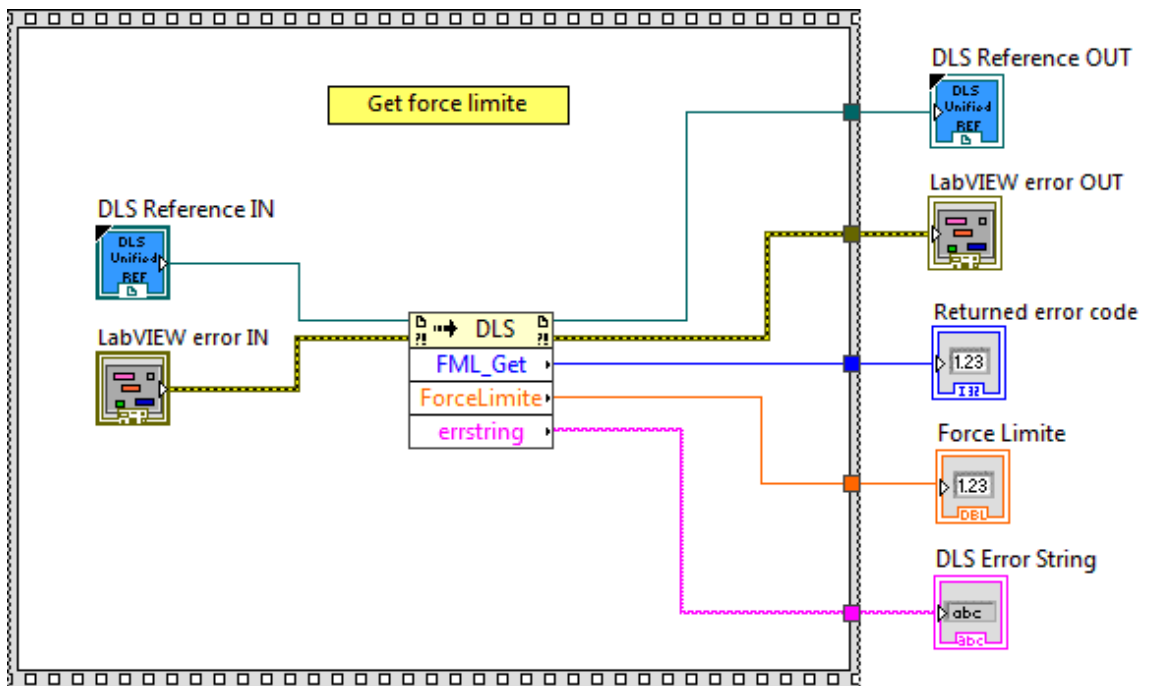 Get force limite
DLS Reference OUT
DLS
Unified
REF
LabVIEW error OUT
DLS Reference IN
DLS
Unified
REF
LabVIEW error IN
?! DLS ?!
FML_Get
ForceLimite
errstring
Returned error code
1.23
I32
Force Limite
1.23
DBL
DLS Error String
abc
abc